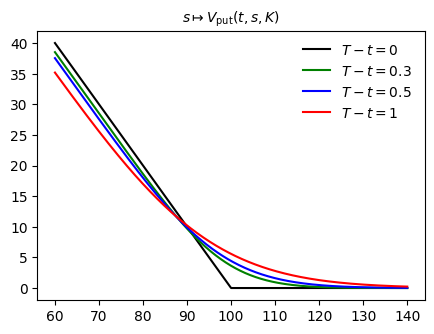 s ↦ V_put(t, s, K)
T − t = 0
T − t = 0.3
T − t = 0.5
T − t = 1
40
35
30
25
20
15
10
5
0
60 70 80 90 100 110 120 130 140